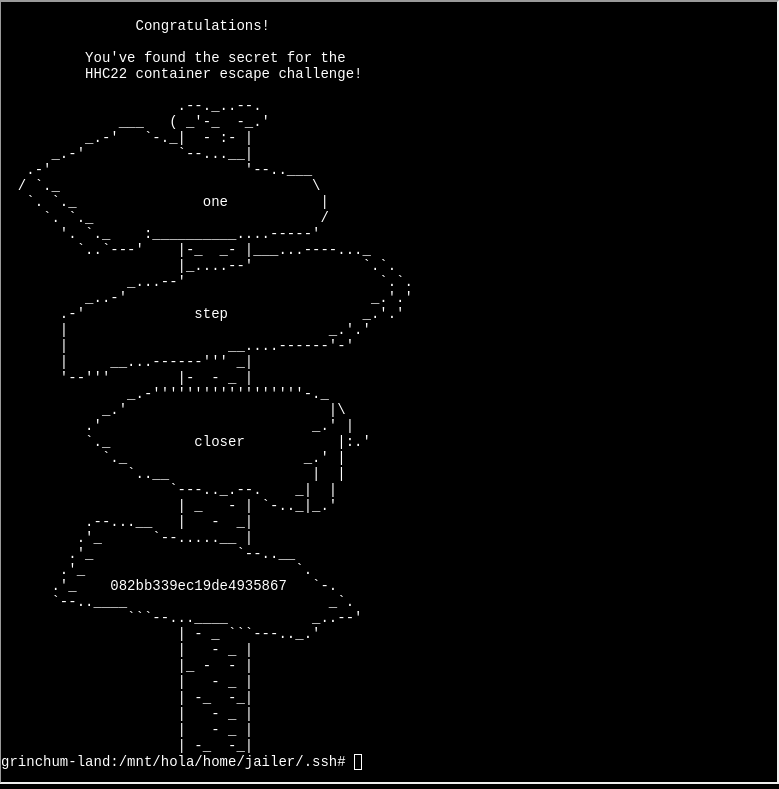 Congratulations!
You've found the secret for the
HHC22 container escape challenge!
one
step
closer
082bb339ec19de4935867
grinchum-land:/mnt/hola/home/jailer/.ssh#